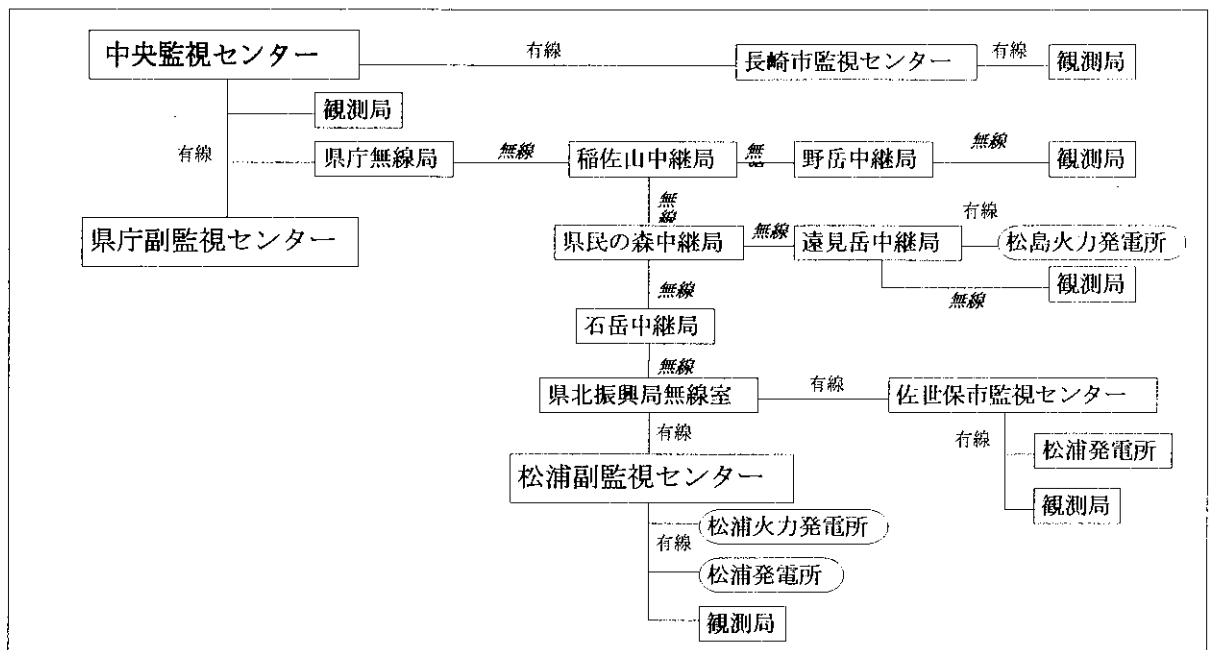 中央監視センター
有線
長崎市監視センター
有線
観測局
観測局
有線
県庁無線局
無線
稲佐山中継局
無
野岳中継局
無線
観測局
無
線
県庁副監視センター
県民の森中継局
無線
遠見岳中継局
有線
松島火力発電所
無線
観測局
無線
石岳中継局
無線
県北振興局無線室
有線
佐世保市監視センター
有線
有線
松浦発電所
松浦副監視センター
観測局
松浦火力発電所
有線
松浦発電所
観測局